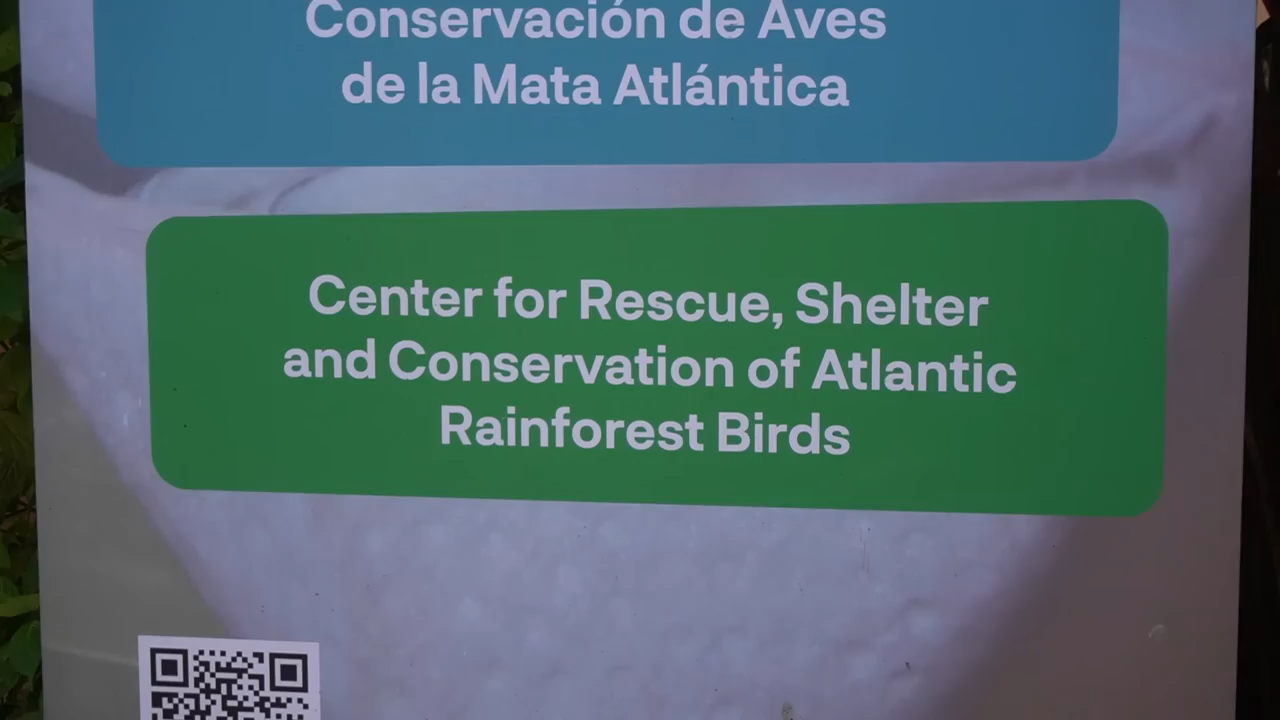 Conservación de Aves
de la Mata Atlántica
Center for Rescue, Shelter
and Conservation of Atlantic
Rainforest Birds